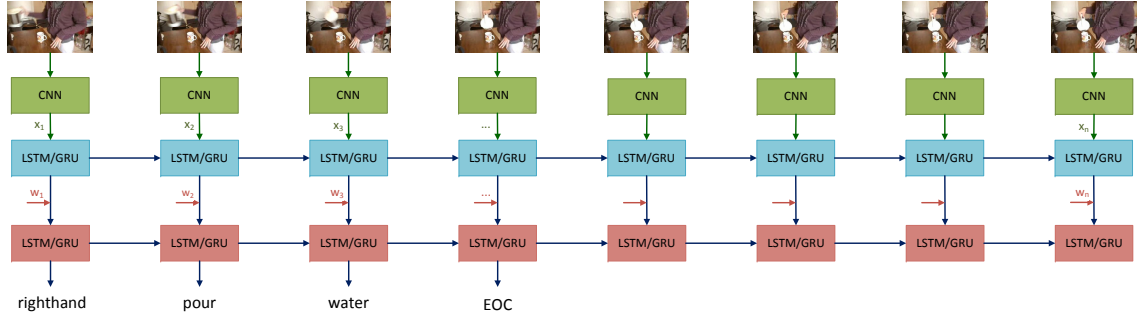 CNN CNN CNN CNN CNN CNN CNN CNN
x1 x2 x3 ... xn
LSTM/GRU LSTM/GRU LSTM/GRU LSTM/GRU LSTM/GRU LSTM/GRU LSTM/GRU LSTM/GRU
w1 w2 w3 ... wn
LSTM/GRU LSTM/GRU LSTM/GRU LSTM/GRU LSTM/GRU LSTM/GRU LSTM/GRU LSTM/GRU
righthand pour water EOC